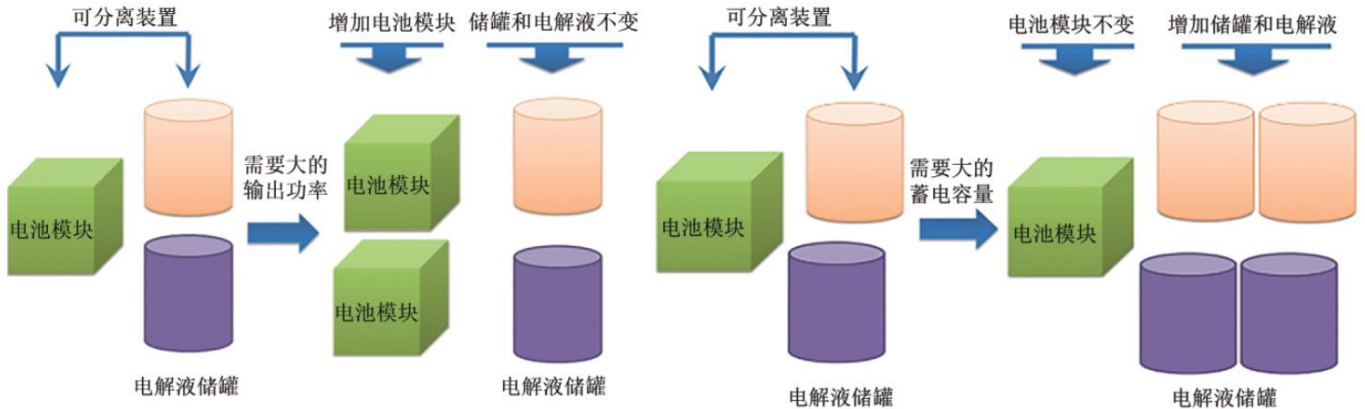 可分离装置
增加电池模块
储罐和电解液不变
电池模块
需要大的
输出功率
电池模块
电池模块
电解液储罐
电解液储罐
可分离装置
电池模块不变
增加储罐和电解液
电池模块
需要大的
蓄电容量
电池模块
电解液储罐
电解液储罐